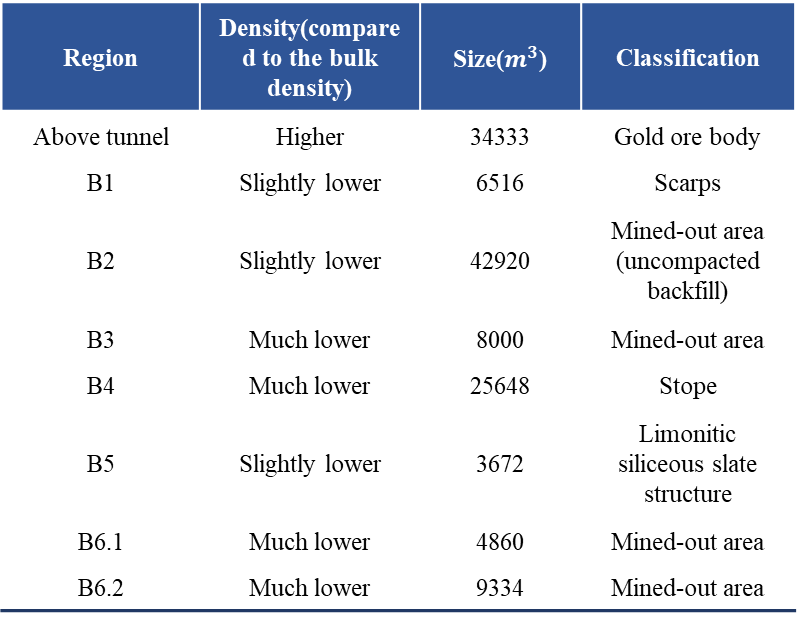 Region Density(compare d to the bulk density) Size(m³) Classification
Above tunnel Higher 34333 Gold ore body
B1 Slightly lower 6516 Scarps
B2 Slightly lower 42920 Mined-out area (uncompacted backfill)
B3 Much lower 8000 Mined-out area
B4 Much lower 25648 Stope
B5 Slightly lower 3672 Limonitic siliceous slate structure
B6.1 Much lower 4860 Mined-out area
B6.2 Much lower 9334 Mined-out area